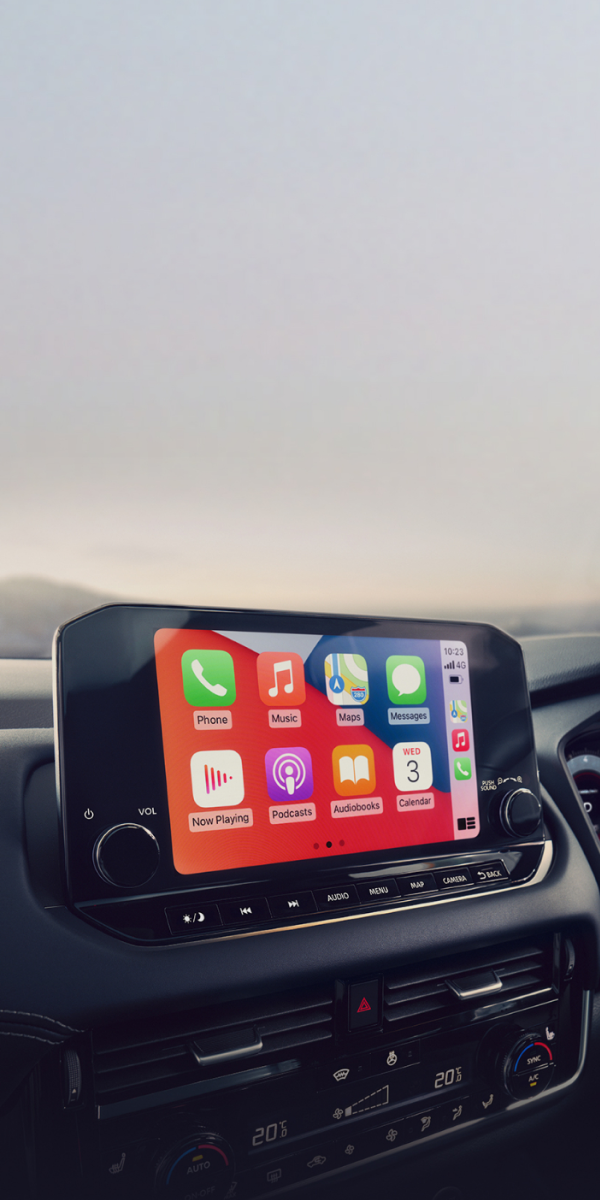 10:23
4G
Phone
Music
Maps
Messages
280
WED
3
Now Playing
Podcasts
Audiobooks
Calendar
VOL
PUSH
SOUND
AUDIO
MENU
MAP
CAMERA
BACK
20°C
20°C
SYNC
A/C
AUTO